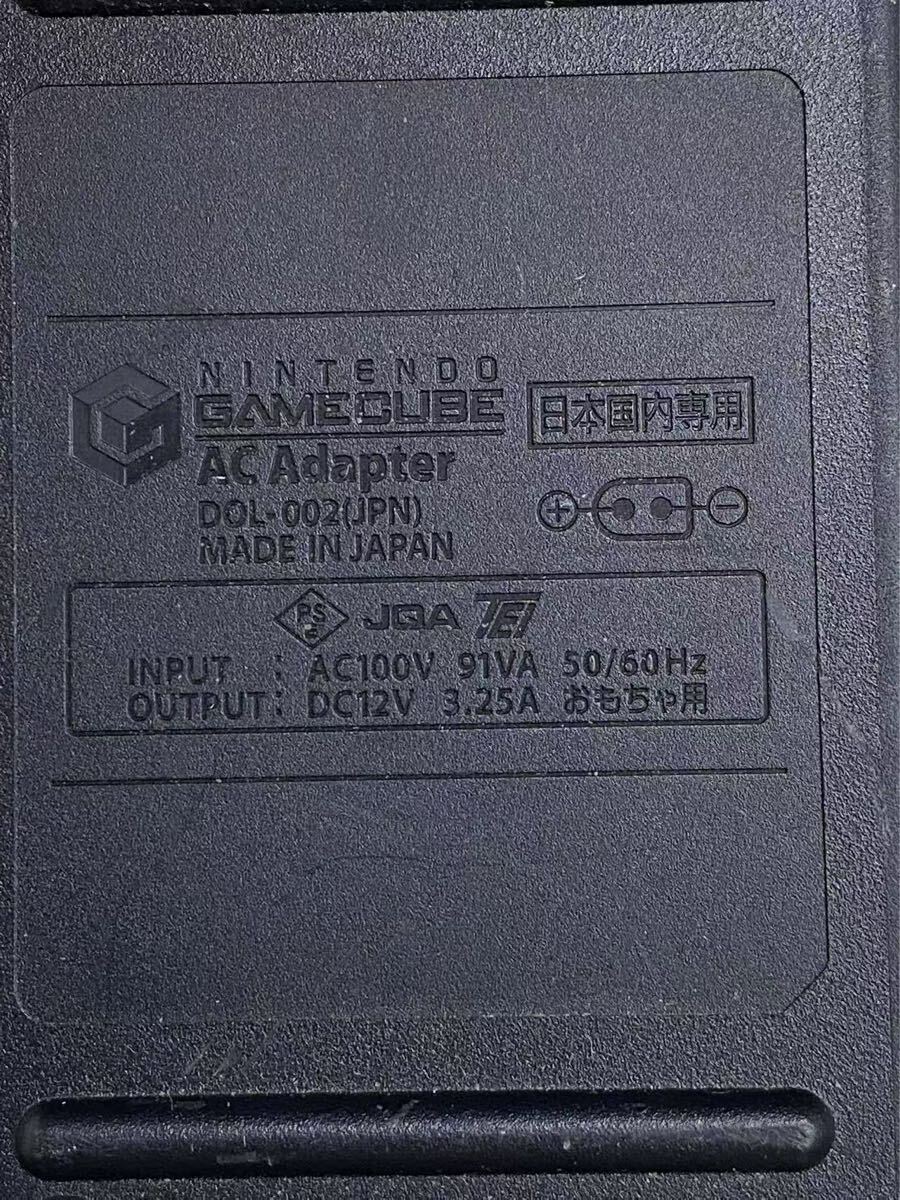 NINTENDO
GAMECUBE
AC Adapter
日本国内専用
DOL-002(JPN)
MADE IN JAPAN
+ −
PS
E
JQA TEI
INPUT : AC100V 91VA 50/60Hz
OUTPUT: DC12V 3.25A おもちゃ用